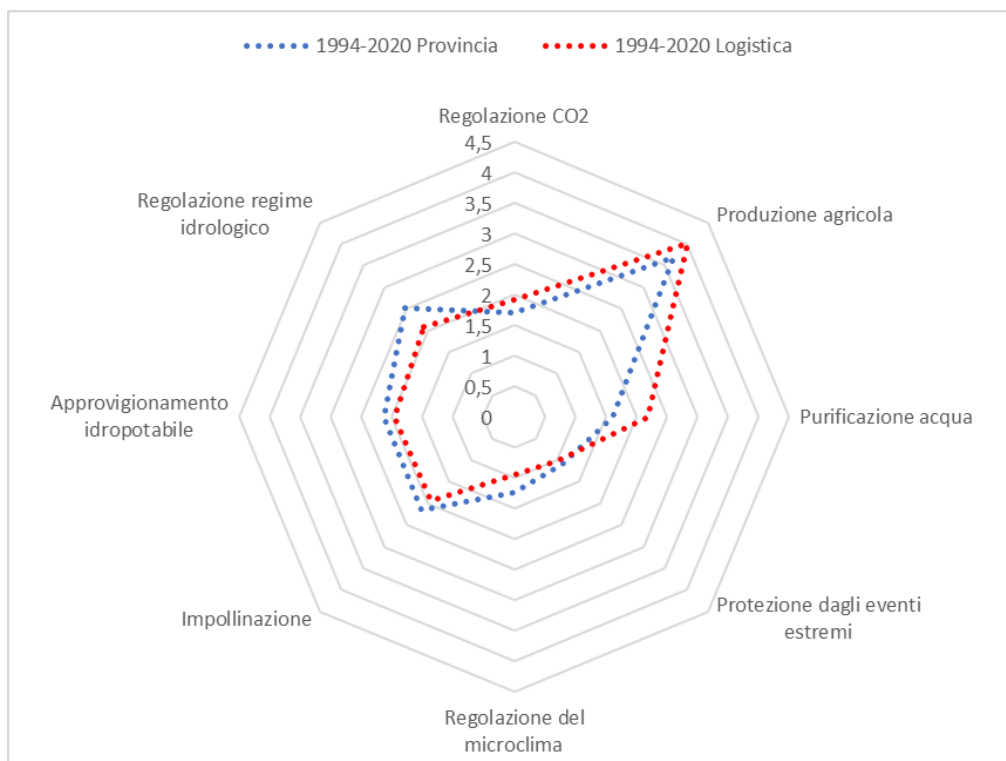 1994-2020 Provincia
1994-2020 Logistica
Regolazione CO2
4,5
4
3,5
3
2,5
2
1,5
1
0,5
0
Produzione agricola
Purificazione acqua
Protezione dagli eventi
estremi
Regolazione del
microclima
Impollinazione
Approvigionamento
idropotabile
Regolazione regime
idrologico